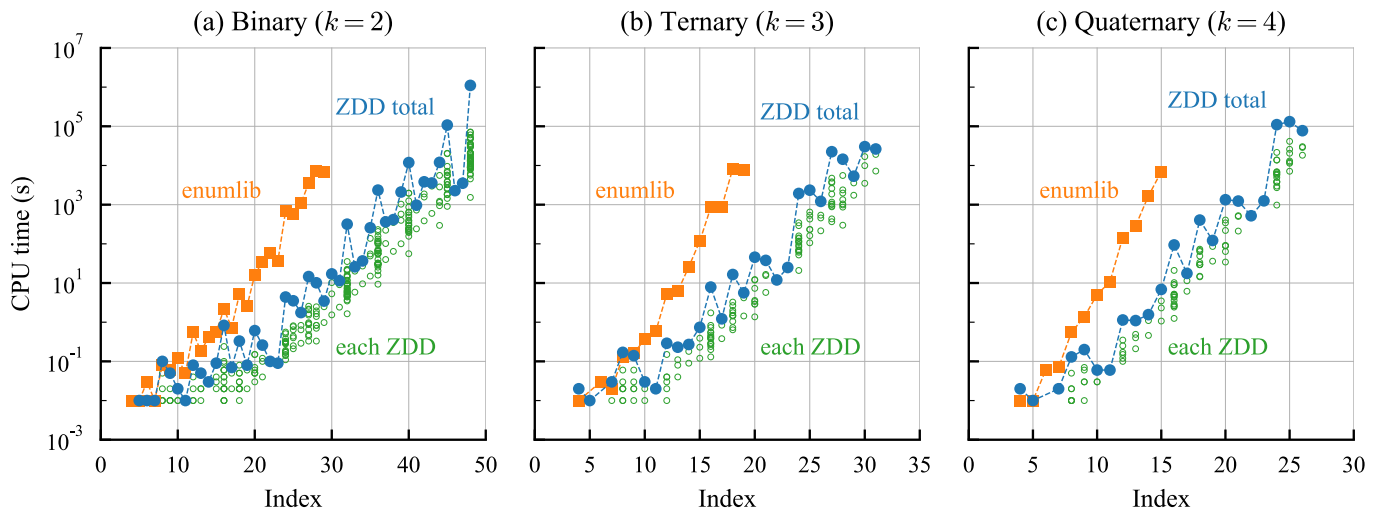 (a) Binary (k = 2)
(b) Ternary (k = 3)
(c) Quaternary (k = 4)
CPU time (s)
10^7
10^5
10^3
10^1
10^-1
10^-3
ZDD total
enumlib
each ZDD
0 10 20 30 40 50
Index
ZDD total
enumlib
each ZDD
0 5 10 15 20 25 30 35
Index
ZDD total
enumlib
each ZDD
0 5 10 15 20 25 30
Index